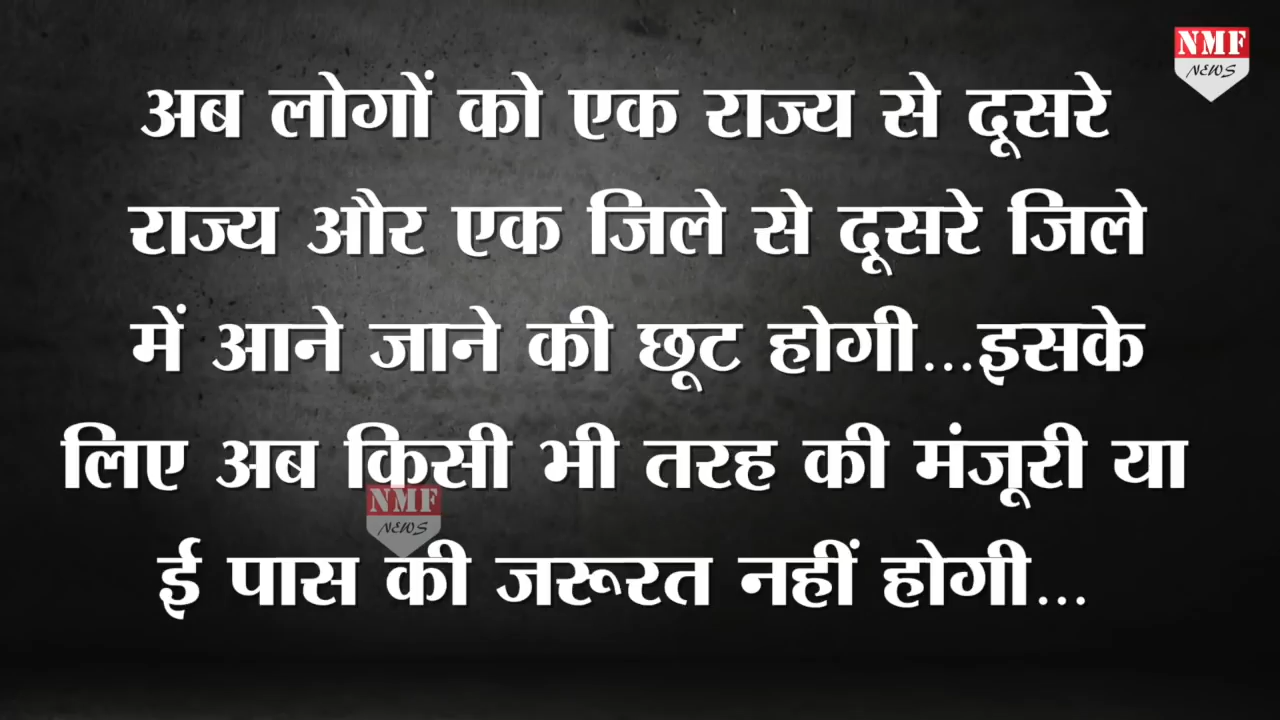 NMF
NEWS
अब लोगों को एक राज्य से दूसरे
राज्य और एक जिले से दूसरे जिले
में आने जाने की छूट होगी...इसके
लिए अब किसी भी तरह की मंजूरी या
NMF
NEWS
ई पास की जरूरत नहीं होगी...